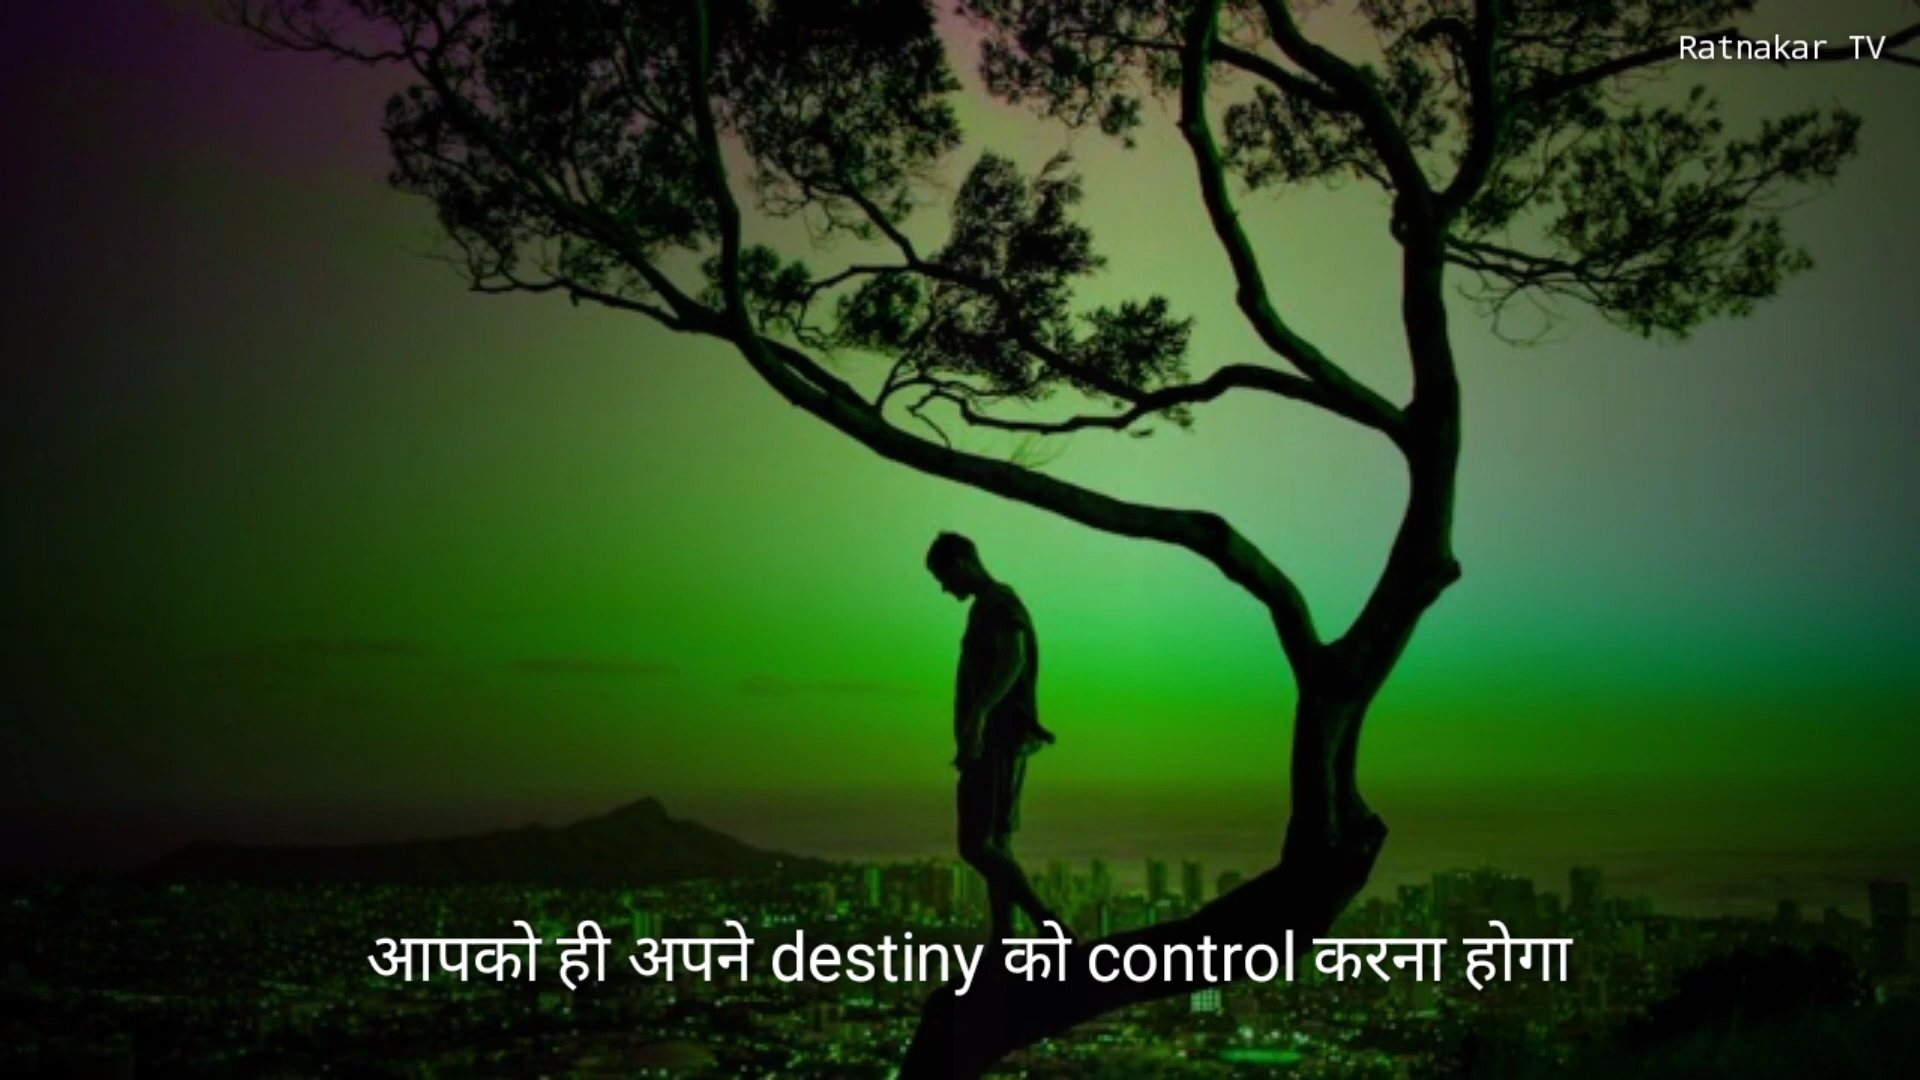 Ratnakar TV
आपको ही अपने destiny को control करना होगा